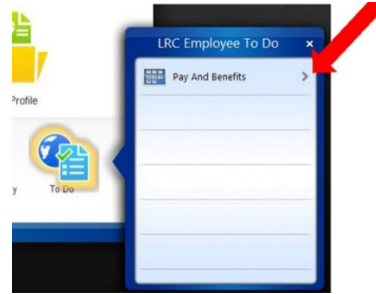 LRC Employee To Do ×
Pay And Benefits
Profile
y
To Do